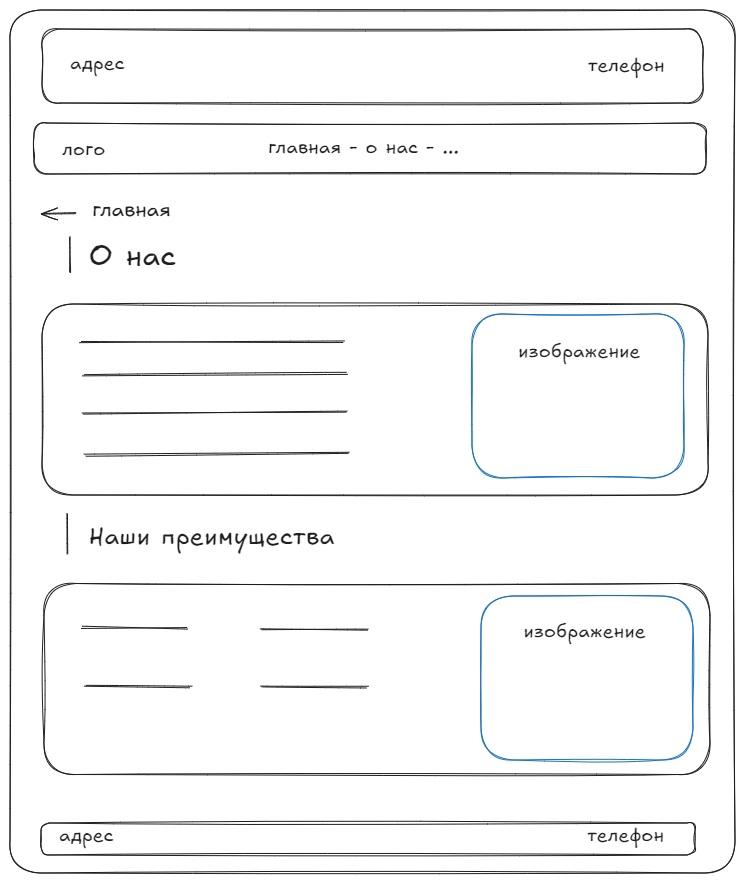 адрес телефон
лого главная - о нас - ...
главная
О нас
изображение
Наши преимущества
изображение
адрес телефон